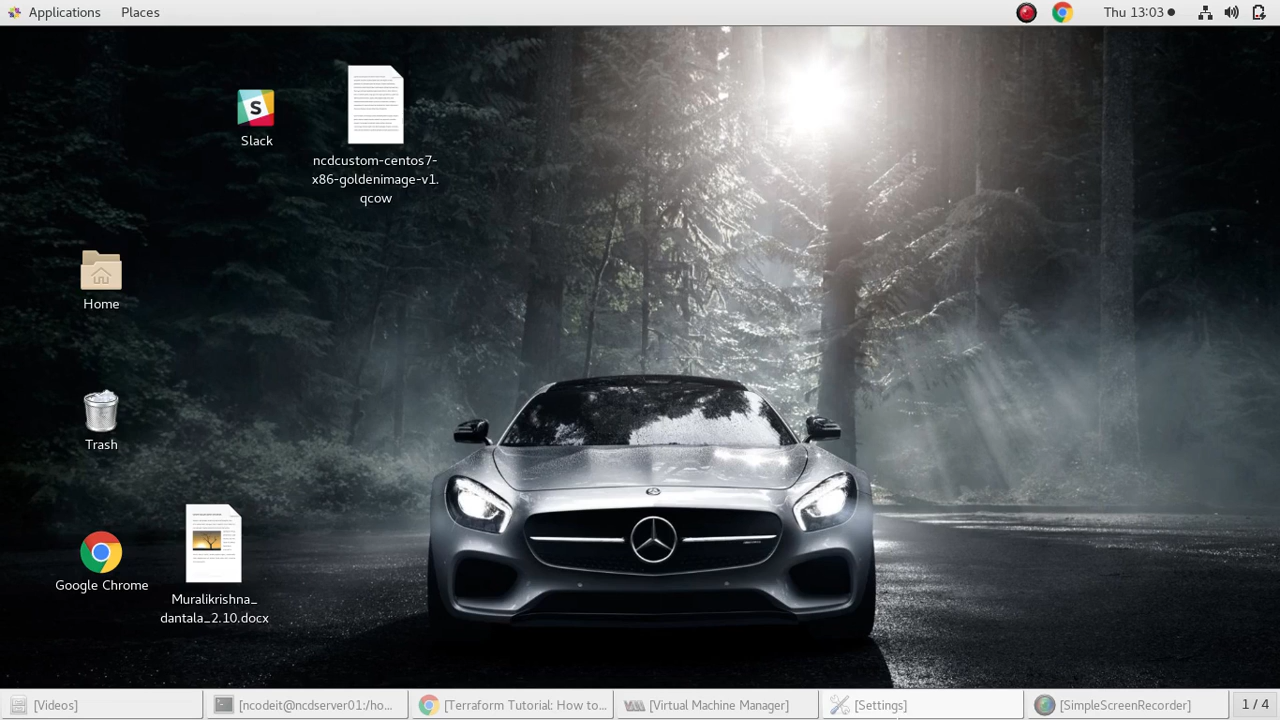 Applications Places Thu 13:03
Slack
ncdcustom-centos7-
x86-goldenimage-v1.
qcow
Home
Trash
Google Chrome
Muralikrishna_
dantala_2.10.docx
[Videos] [ncodeit@ncdserver01:/ho... [Terraform Tutorial: How to... [Virtual Machine Manager] [Settings] [SimpleScreenRecorder] 1 / 4